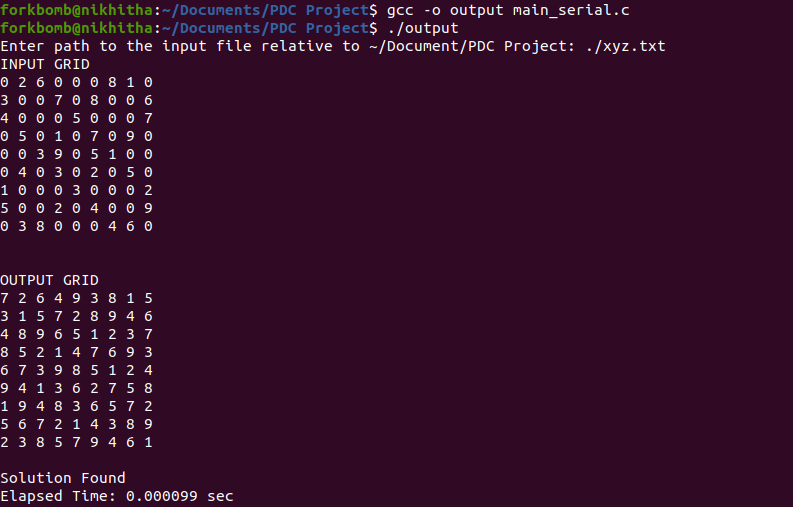 forkbomb@nikhitha:~/Documents/PDC Project$ gcc -o output main_serial.c
forkbomb@nikhitha:~/Documents/PDC Project$ ./output
Enter path to the input file relative to ~/Document/PDC Project: ./xyz.txt
INPUT GRID
0 2 6 0 0 0 8 1 0
3 0 0 7 0 8 0 0 6
4 0 0 0 5 0 0 0 7
0 5 0 1 0 7 0 9 0
0 0 3 9 0 5 1 0 0
0 4 0 3 0 2 0 5 0
1 0 0 0 3 0 0 0 2
5 0 0 2 0 4 0 0 9
0 3 8 0 0 0 4 6 0
OUTPUT GRID
7 2 6 4 9 3 8 1 5
3 1 5 7 2 8 9 4 6
4 8 9 6 5 1 2 3 7
8 5 2 1 4 7 6 9 3
6 7 3 9 8 5 1 2 4
9 4 1 3 6 2 7 5 8
1 9 4 8 3 6 5 7 2
5 6 7 2 1 4 3 8 9
2 3 8 5 7 9 4 6 1
Solution Found
Elapsed Time: 0.000099 sec